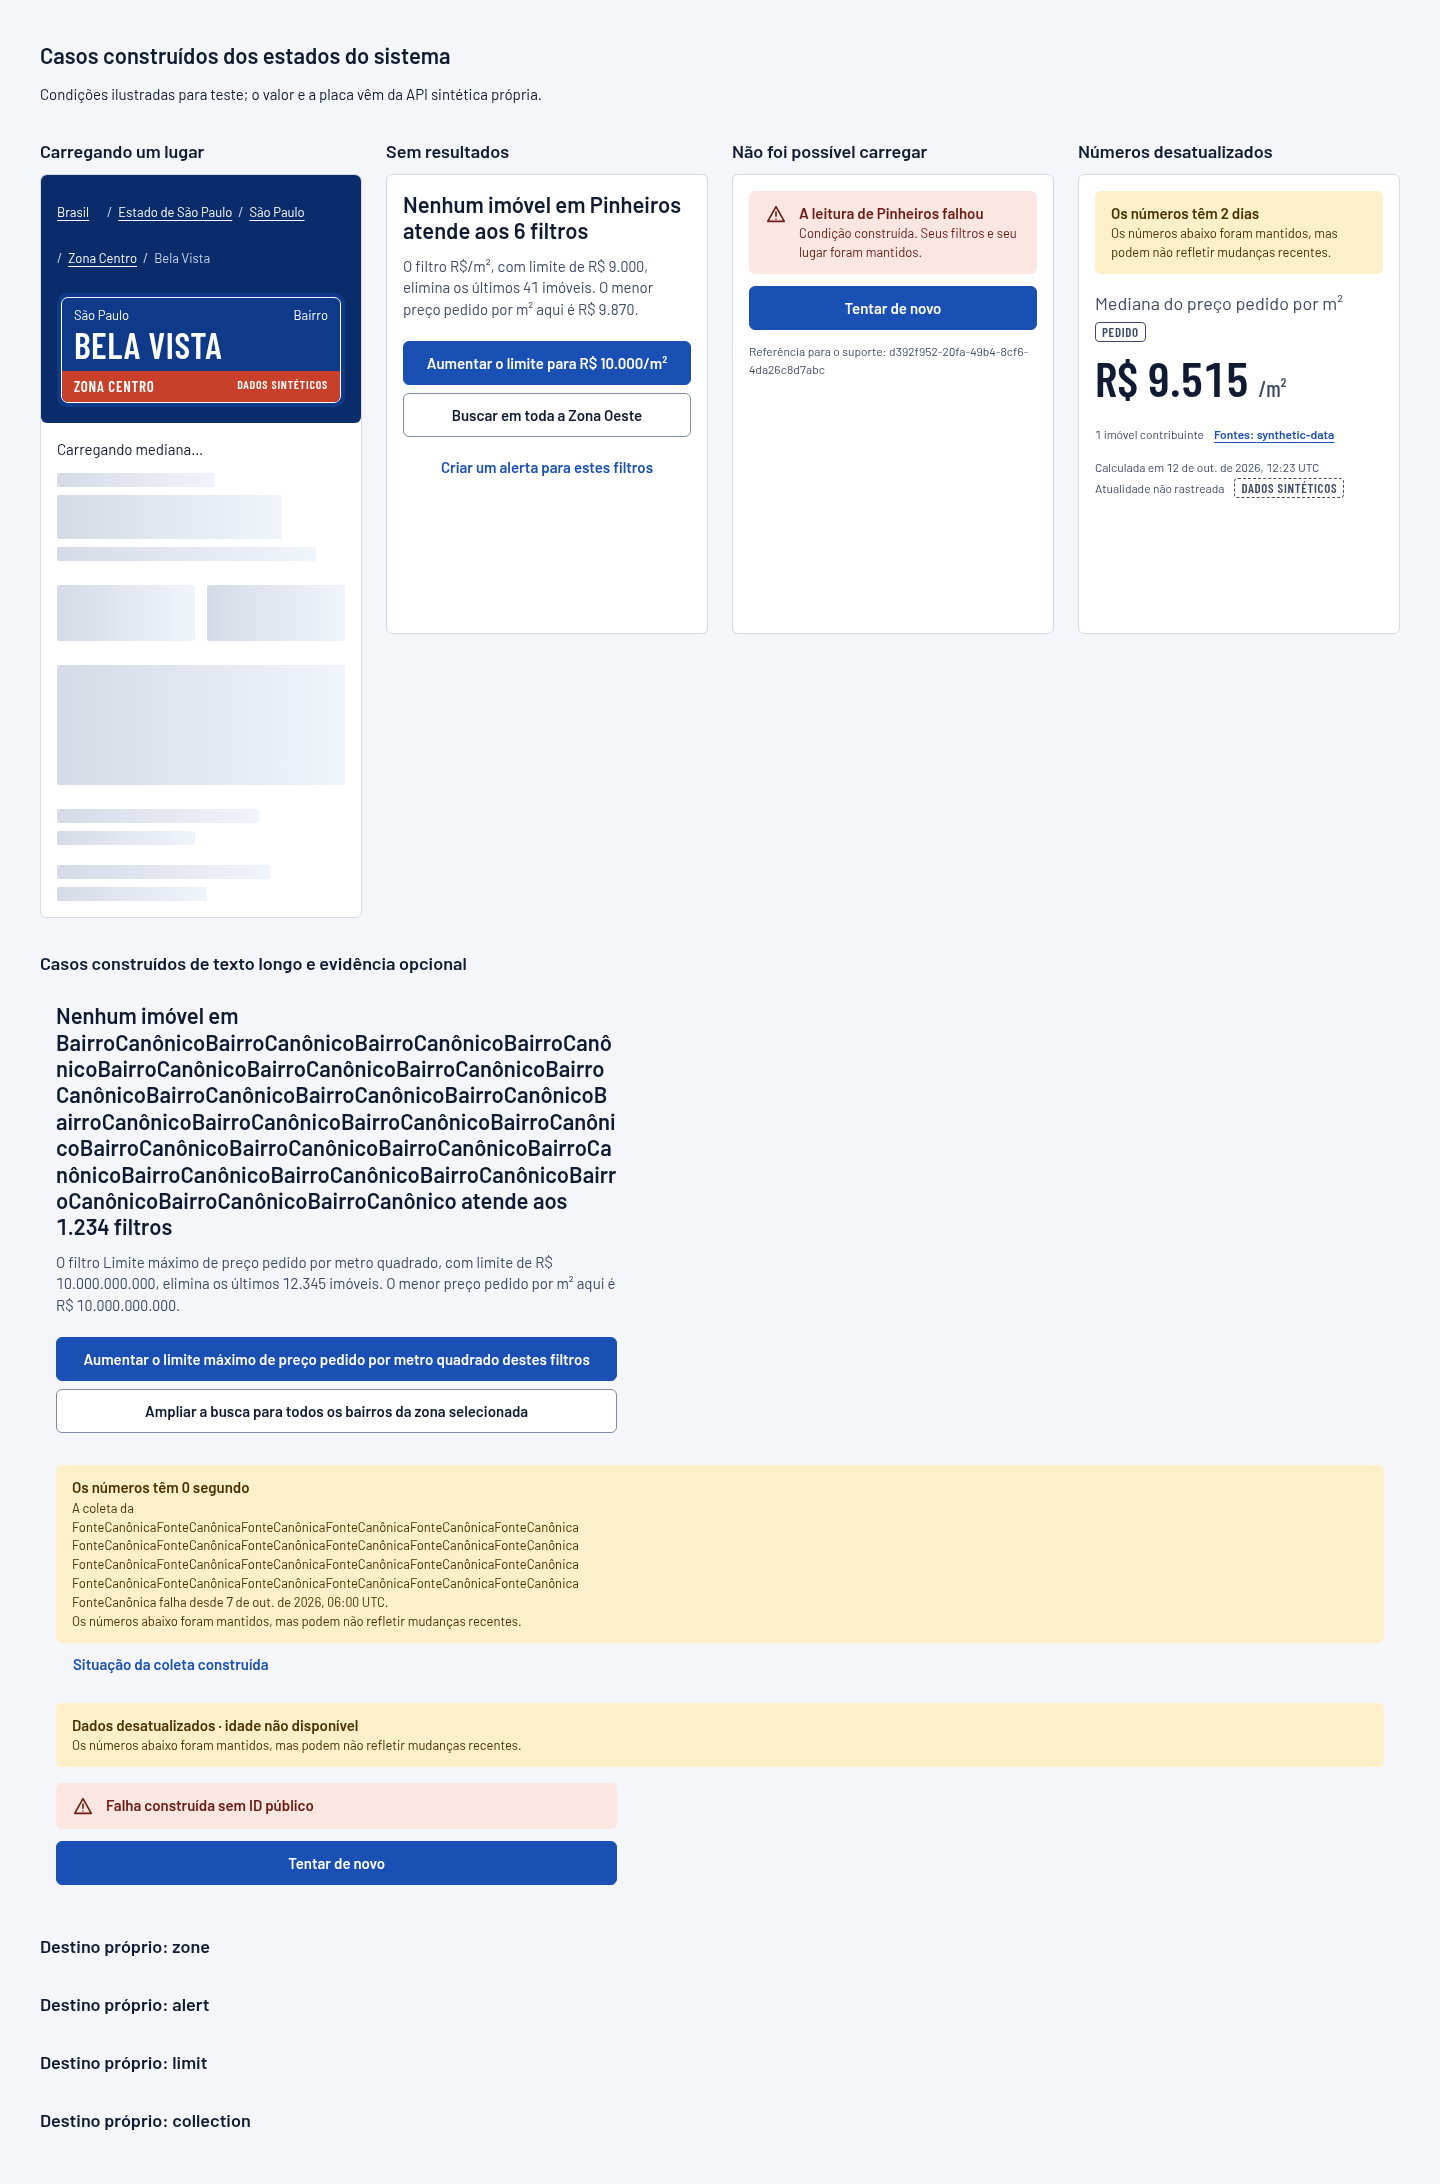 Casos construídos dos estados do sistema
Condições ilustradas para teste; o valor e a placa vêm da API sintética própria.
Carregando um lugar
Brasil / Estado de São Paulo / São Paulo
/ Zona Centro / Bela Vista
São Paulo Bairro
BELA VISTA
ZONA CENTRO DADOS SINTÉTICOS
Carregando mediana...
Sem resultados
Nenhum imóvel em Pinheiros
atende aos 6 filtros
O filtro R$/m², com limite de R$ 9.000,
elimina os últimos 41 imóveis. O menor
preço pedido por m² aqui é R$ 9.870.
Aumentar o limite para R$ 10.000/m²
Buscar em toda a Zona Oeste
Criar um alerta para estes filtros
Não foi possível carregar
A leitura de Pinheiros falhou
Condição construída. Seus filtros e seu
lugar foram mantidos.
Tentar de novo
Referência para o suporte: d392f952-20fa-49b4-8cf6-
4da26c8d7abc
Números desatualizados
Os números têm 2 dias
Os números abaixo foram mantidos, mas
podem não refletir mudanças recentes.
Mediana do preço pedido por m²
PEDIDO
R$ 9.515 /m²
1 imóvel contribuinte Fontes: synthetic-data
Calculada em 12 de out. de 2026, 12:23 UTC
Atualidade não rastreada DADOS SINTÉTICOS
Casos construídos de texto longo e evidência opcional
Nenhum imóvel em
BairroCanônicoBairroCanônicoBairroCanônicoBairroCanô
nicoBairroCanônicoBairroCanônicoBairroCanônicoBairro
CanônicoBairroCanônicoBairroCanônicoBairroCanônicoB
airroCanônicoBairroCanônicoBairroCanônicoBairroCanôni
coBairroCanônicoBairroCanônicoBairroCanônicoBairroCa
nônicoBairroCanônicoBairroCanônicoBairroCanônicoBairr
oCanônicoBairroCanônicoBairroCanônico atende aos
1.234 filtros
O filtro Limite máximo de preço pedido por metro quadrado, com limite de R$
10.000.000.000, elimina os últimos 12.345 imóveis. O menor preço pedido por m² aqui é
R$ 10.000.000.000.
Aumentar o limite máximo de preço pedido por metro quadrado destes filtros
Ampliar a busca para todos os bairros da zona selecionada
Os números têm 0 segundo
A coleta da
FonteCanônicaFonteCanônicaFonteCanônicaFonteCanônicaFonteCanônicaFonteCanônica
FonteCanônicaFonteCanônicaFonteCanônicaFonteCanônicaFonteCanônicaFonteCanônica
FonteCanônicaFonteCanônicaFonteCanônicaFonteCanônicaFonteCanônicaFonteCanônica
FonteCanônicaFonteCanônicaFonteCanônicaFonteCanônicaFonteCanônicaFonteCanônica
FonteCanônica falha desde 7 de out. de 2026, 06:00 UTC.
Os números abaixo foram mantidos, mas podem não refletir mudanças recentes.
Situação da coleta construída
Dados desatualizados · idade não disponível
Os números abaixo foram mantidos, mas podem não refletir mudanças recentes.
Falha construída sem ID público
Tentar de novo
Destino próprio: zone
Destino próprio: alert
Destino próprio: limit
Destino próprio: collection